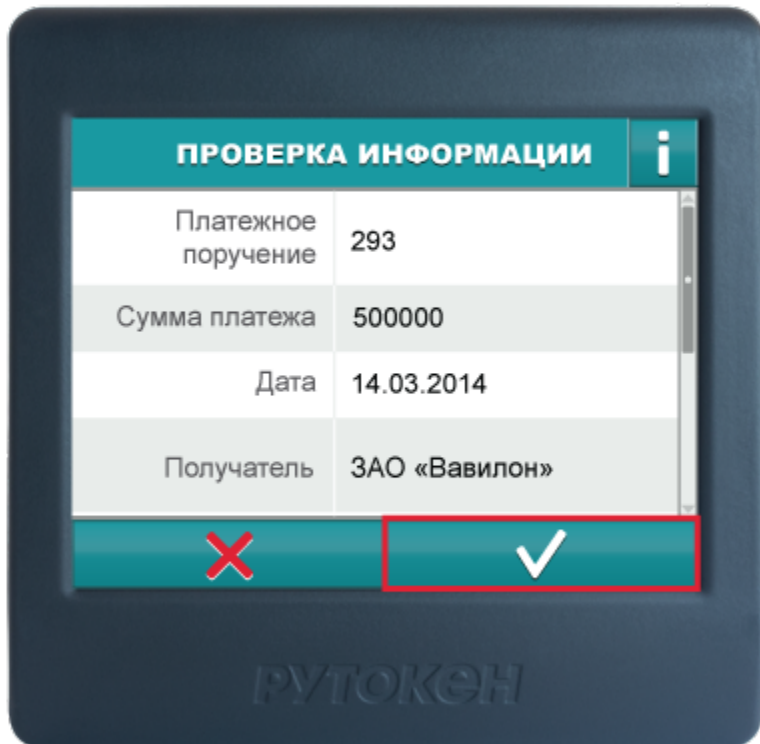 ПРОВЕРКА ИНФОРМАЦИИ i
Платежное
поручение 293
Сумма платежа 500000
Дата 14.03.2014
Получатель ЗАО «Вавилон»
РУТОКЕН